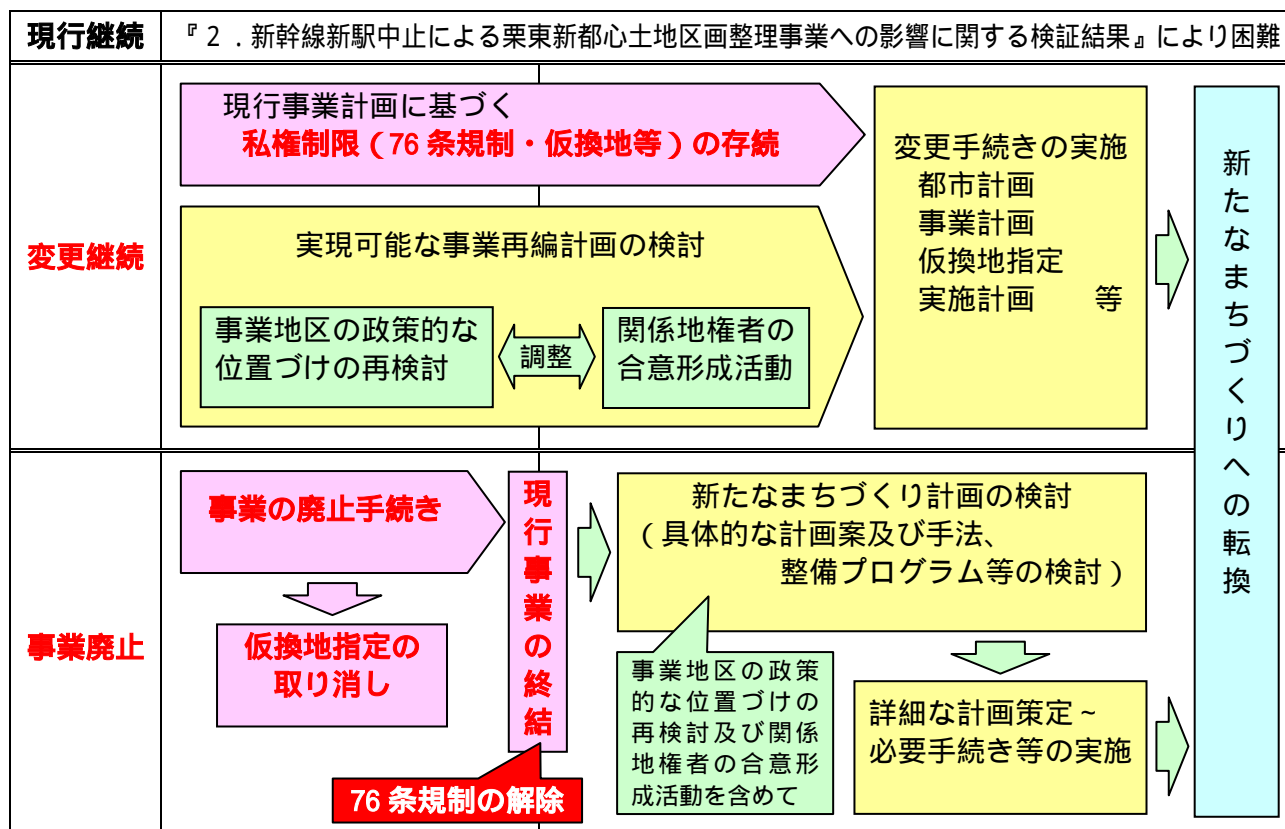 現行継続
『２．新幹線新駅中止による栗東新都心土地区画整理事業への影響に関する検証結果』により困難
変更継続
現行事業計画に基づく
私権制限（76条規制・仮換地等）の存続
実現可能な事業再編計画の検討
事業地区の政策的な
位置づけの再検討
調整
関係地権者の
合意形成活動
変更手続きの実施
都市計画
事業計画
仮換地指定
実施計画　　等
事業廃止
事業の廃止手続き
仮換地指定の
取り消し
現行事業の終結
76条規制の解除
新たなまちづくり計画の検討
（具体的な計画案及び手法、
整備プログラム等の検討）
事業地区の政策
的な位置づけの
再検討及び関係
地権者の合意形
成活動を含めて
詳細な計画策定～
必要手続き等の実施
新たなまちづくりへの転換